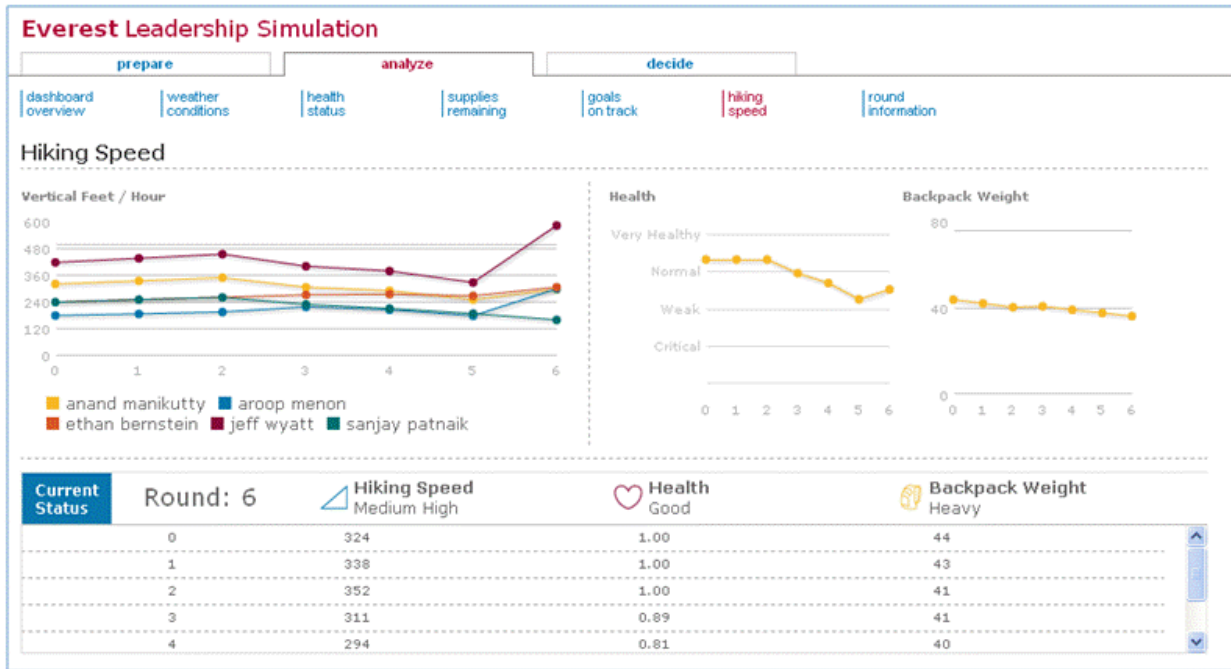 Everest Leadership Simulation
prepare analyze decide
dashboard overview
weather conditions
health status
supplies remaining
goals on track
hiking speed
round information
Hiking Speed
Vertical Feet / Hour
600
480
360
240
120
0
0 1 2 3 4 5 6
anand manikutty aroop menon
ethan bernstein jeff wyatt sanjay patnaik
Health
Very Healthy
Normal
Weak
Critical
0 1 2 3 4 5 6
Backpack Weight
80
40
0
0 1 2 3 4 5 6
Current Status
Round: 6
Hiking Speed
Medium High
Health
Good
Backpack Weight
Heavy
0 324 1.00 44
1 338 1.00 43
2 352 1.00 41
3 311 0.89 41
4 294 0.81 40